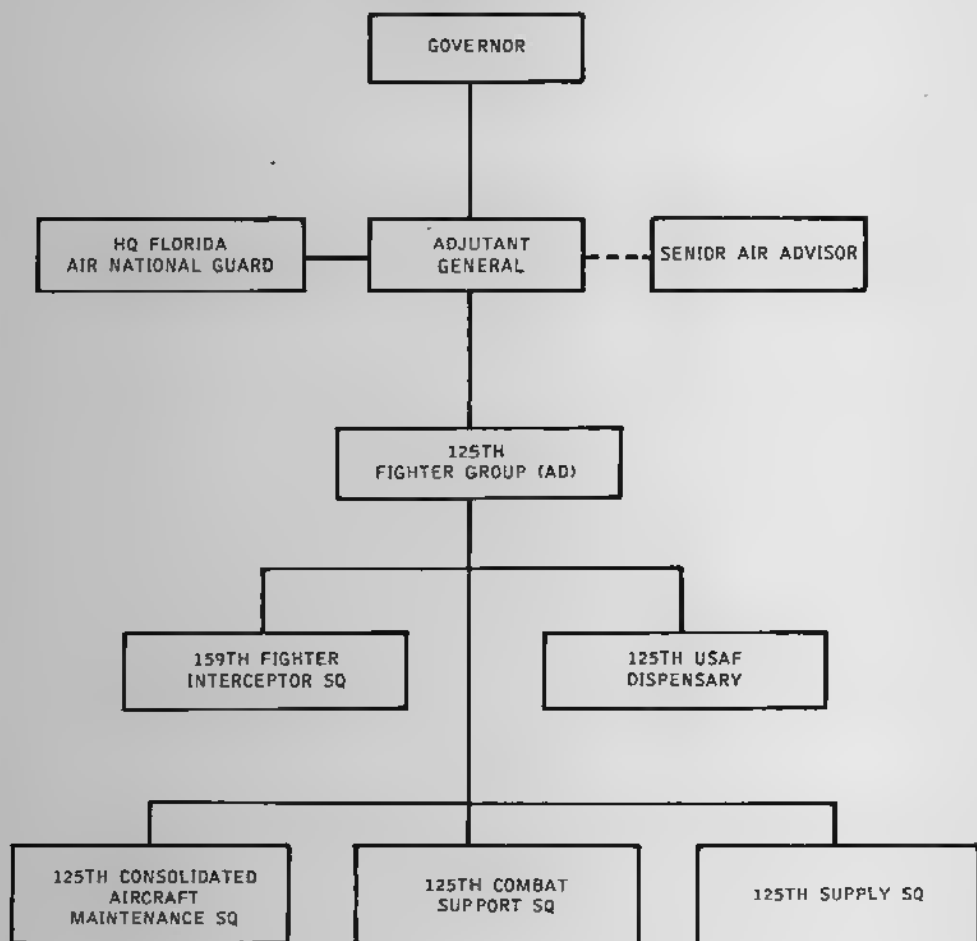 GOVERNOR
HQ FLORIDA
AIR NATIONAL GUARD
ADJUTANT
GENERAL
SENIOR AIR ADVISOR
125TH
FIGHTER GROUP (AD)
159TH FIGHTER
INTERCEPTOR SQ
125TH USAF
DISPENSARY
125TH CONSOLIDATED
AIRCRAFT
MAINTENANCE SQ
125TH COMBAT
SUPPORT SQ
125TH SUPPLY SQ